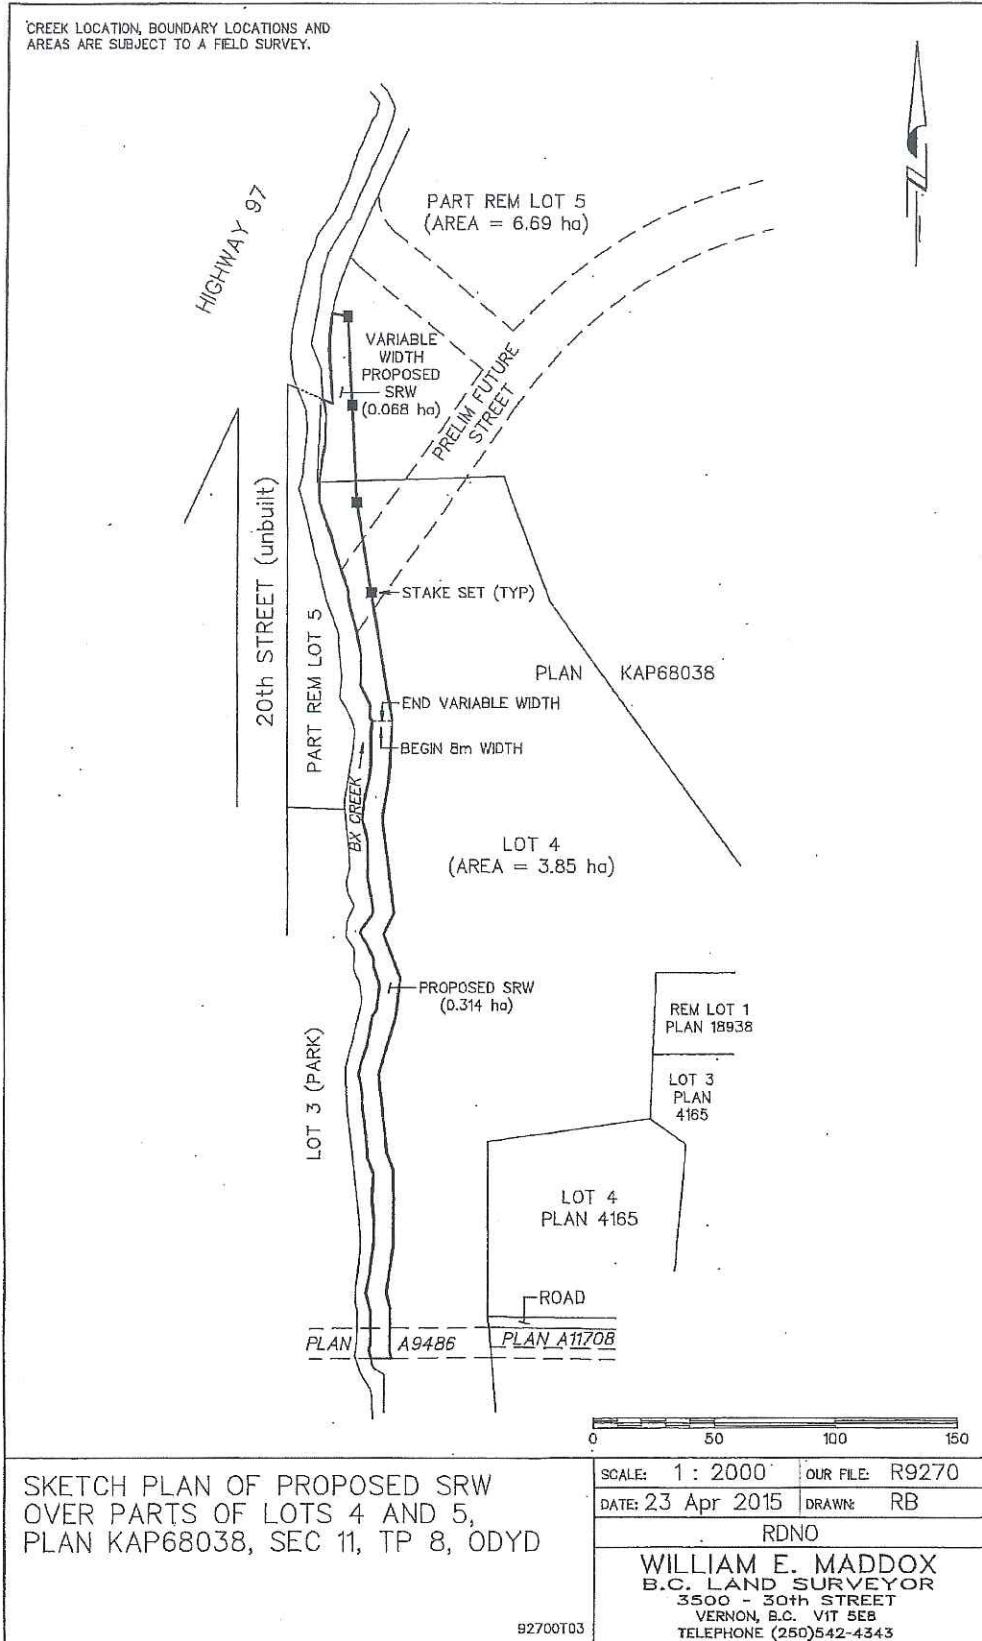 CREEK LOCATION, BOUNDARY LOCATIONS AND
AREAS ARE SUBJECT TO A FIELD SURVEY.
HIGHWAY 97
PART REM LOT 5
(AREA = 6.69 ha)
VARIABLE
WIDTH
PROPOSED
SRW
(0.068 ha)
PRELIM FUTURE
STREET
20th STREET (unbuilt)
PART REM LOT 5
STAKE SET (TYP)
PLAN KAP68038
END VARIABLE WIDTH
BEGIN 8m WIDTH
BX CREEK
LOT 4
(AREA = 3.85 ha)
PROPOSED SRW
(0.314 ha)
LOT 3 (PARK)
REM LOT 1
PLAN 18938
LOT 3
PLAN
4165
LOT 4
PLAN 4165
ROAD
PLAN A9486
PLAN A11708
0 50 100 150
SKETCH PLAN OF PROPOSED SRW
OVER PARTS OF LOTS 4 AND 5,
PLAN KAP68038, SEC 11, TP 8, ODYD
92700T03
SCALE: 1 : 2000
OUR FILE: R9270
DATE: 23 Apr 2015
DRAWN: RB
RDNO
WILLIAM E. MADDOX
B.C. LAND SURVEYOR
3500 - 30th STREET
VERNON, B.C. V1T 5E8
TELEPHONE (250)542-4343